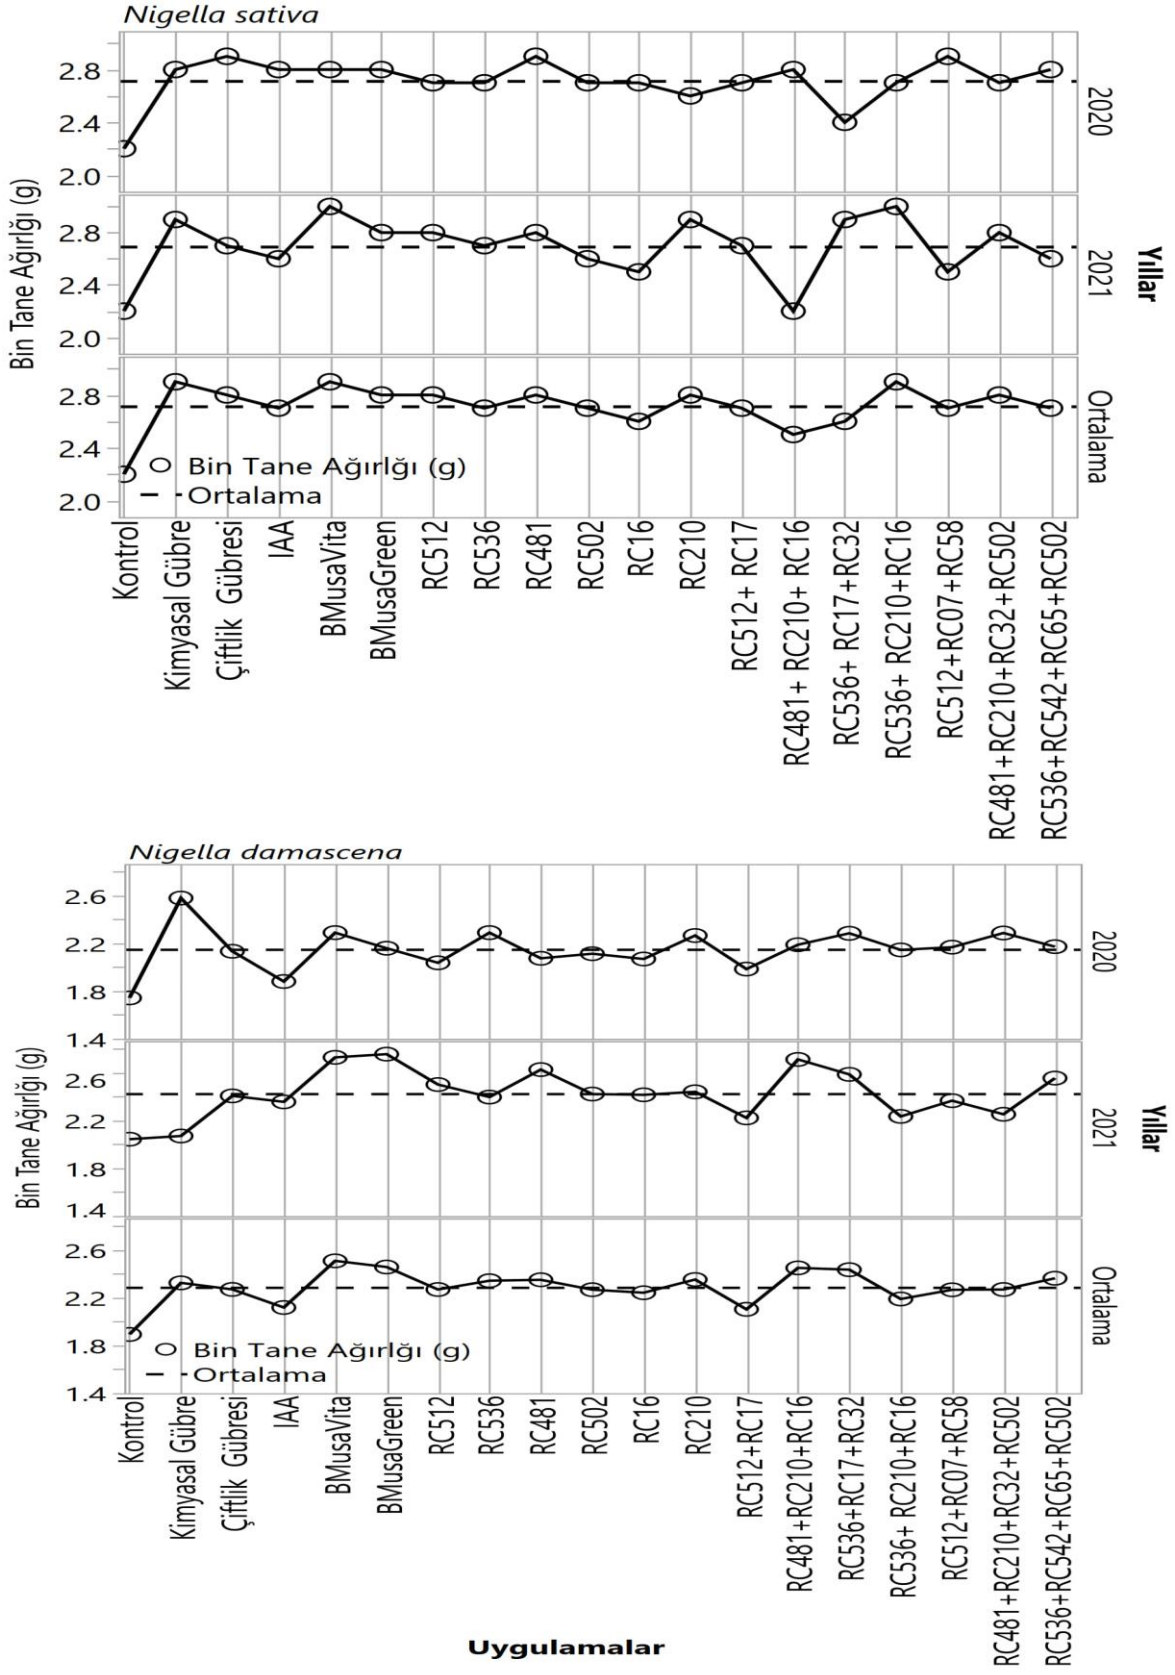 Nigella sativa
Bin Tane Ağırlğı (g)
2.8
2.4
2.0
2020
2.8
2.4
2.0
2021
2.8
2.4
2.0
Ortalama
Yıllar
Bin Tane Ağırlğı (g)
Ortalama
Kontrol
Kimyasal Gübre
Çiftlik Gübresi
IAA
BMusaVita
BMusaGreen
RC512
RC536
RC481
RC502
RC16
RC210
RC512+ RC17
RC481+ RC210+ RC16
RC536+ RC17+RC32
RC536+ RC210+RC16
RC512+RC07+RC58
RC481+RC210+RC32+RC502
RC536+RC542+RC65+RC502
Nigella damascena
Bin Tane Ağırlğı (g)
2.6
2.2
1.8
1.4
2020
2.6
2.2
1.8
1.4
2021
2.6
2.2
1.8
1.4
Ortalama
Yıllar
Bin Tane Ağırlğı (g)
Ortalama
Kontrol
Kimyasal Gübre
Çiftlik Gübresi
IAA
BMusaVita
BMusaGreen
RC512
RC536
RC481
RC502
RC16
RC210
RC512+RC17
RC481+RC210+RC16
RC536+RC17+RC32
RC536+ RC210+RC16
RC512+RC07+RC58
RC481+RC210+RC32+RC502
RC536+RC542+RC65+RC502
Uygulamalar